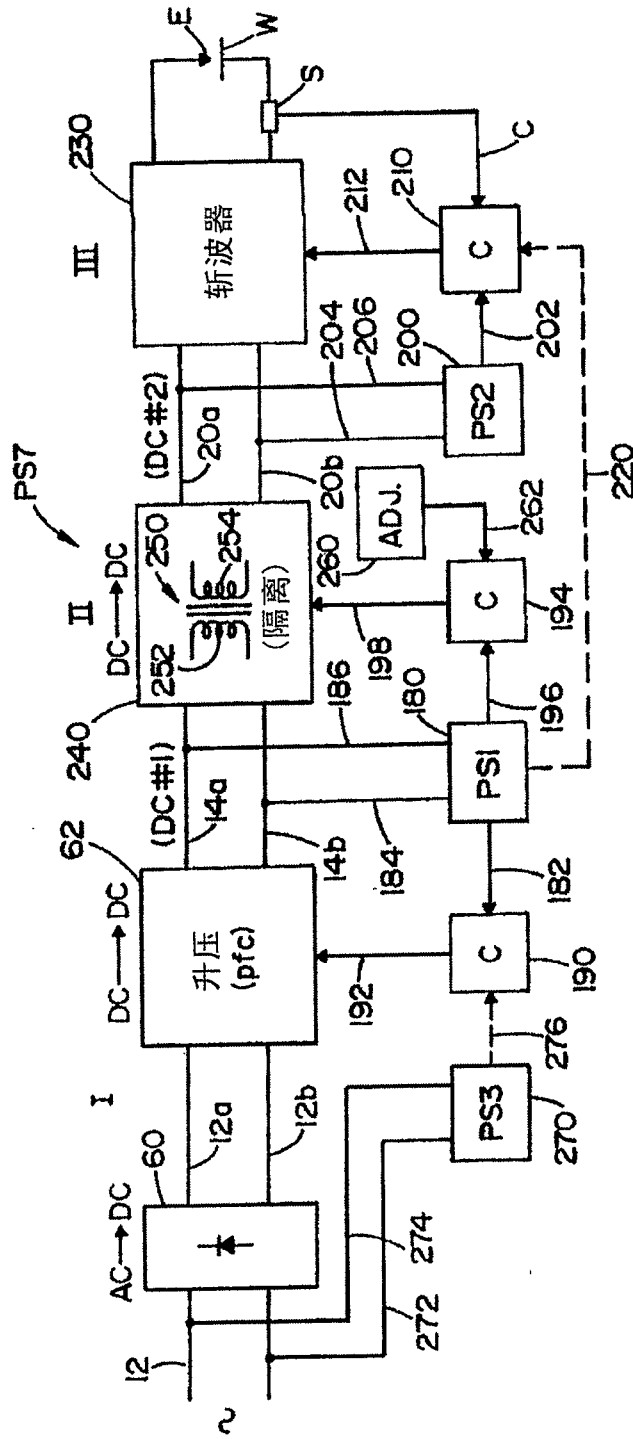 PS7
I
II
III
AC→DC
DC→DC
DC→DC
60
62
240
230
E
W
S
12
~
12a
12b
升压
(pfc)
(DC #1)
14a
14b
250
252
254
(隔离)
(DC #2)
20a
20b
斩波器
274
272
192
184
186
198
260
ADJ.
262
204
206
212
210
C
PS3
270
276
C
190
182
PS1
180
196
C
194
PS2
200
202
C
220